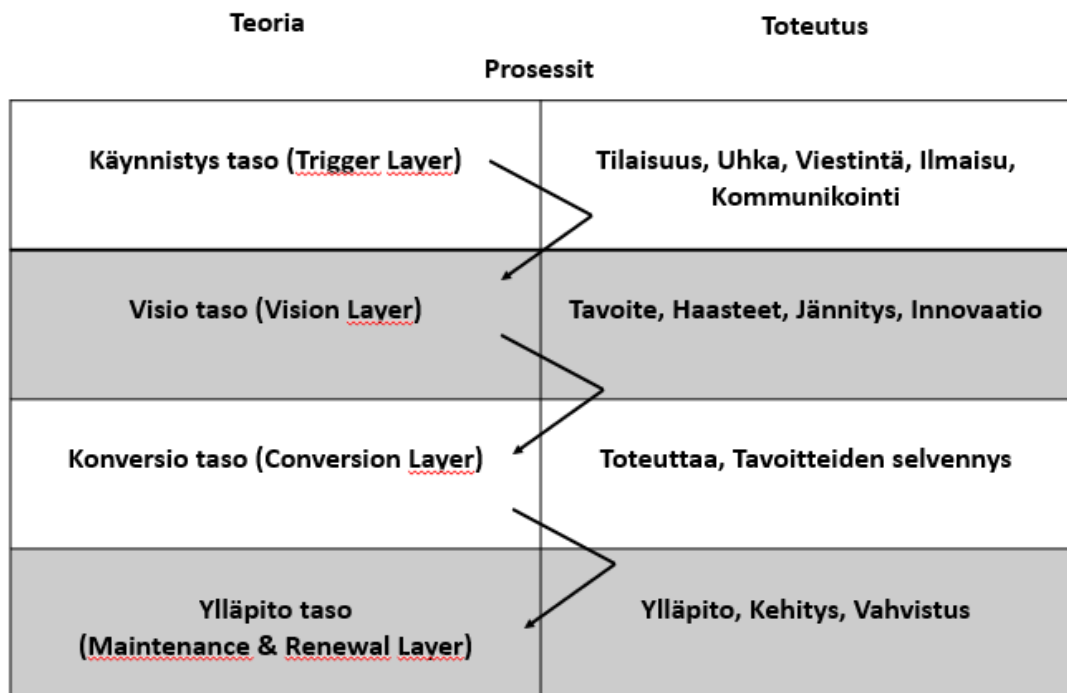 Teoria
Toteutus
Prosessit
Käynnistys taso (Trigger Layer)
Tilaisuus, Uhka, Viestintä, Ilmaisu,
Kommunikointi
Visio taso (Vision Layer)
Tavoite, Haasteet, Jännitys, Innovaatio
Konversio taso (Conversion Layer)
Toteuttaa, Tavoitteiden selvennys
Ylläpito taso
(Maintenance & Renewal Layer)
Ylläpito, Kehitys, Vahvistus